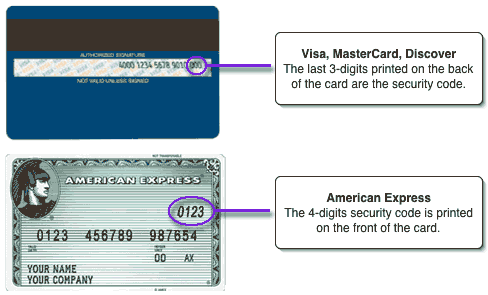 AUTHORIZED SIGNATURE
4000 1234 5678 9010 000
NOT VALID UNLESS SIGNED
Visa, MasterCard, Discover
The last 3-digits printed on the back
of the card are the security code.
AMERICAN EXPRESS
0123
0123 456789 987654
00 AX
YOUR NAME
YOUR COMPANY
American Express
The 4-digits security code is printed
on the front of the card.